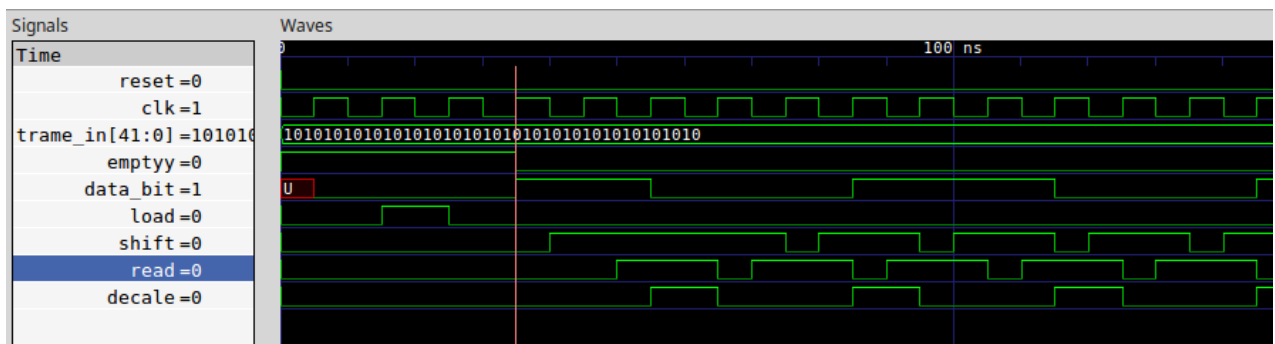 Signals
Waves
Time
0
100 ns
reset =0
clk =1
trame_in[41:0] =101010
101010101010101010101010101010101010101010
emptyy =0
data_bit =1
U
load =0
shift =0
read =0
decale =0